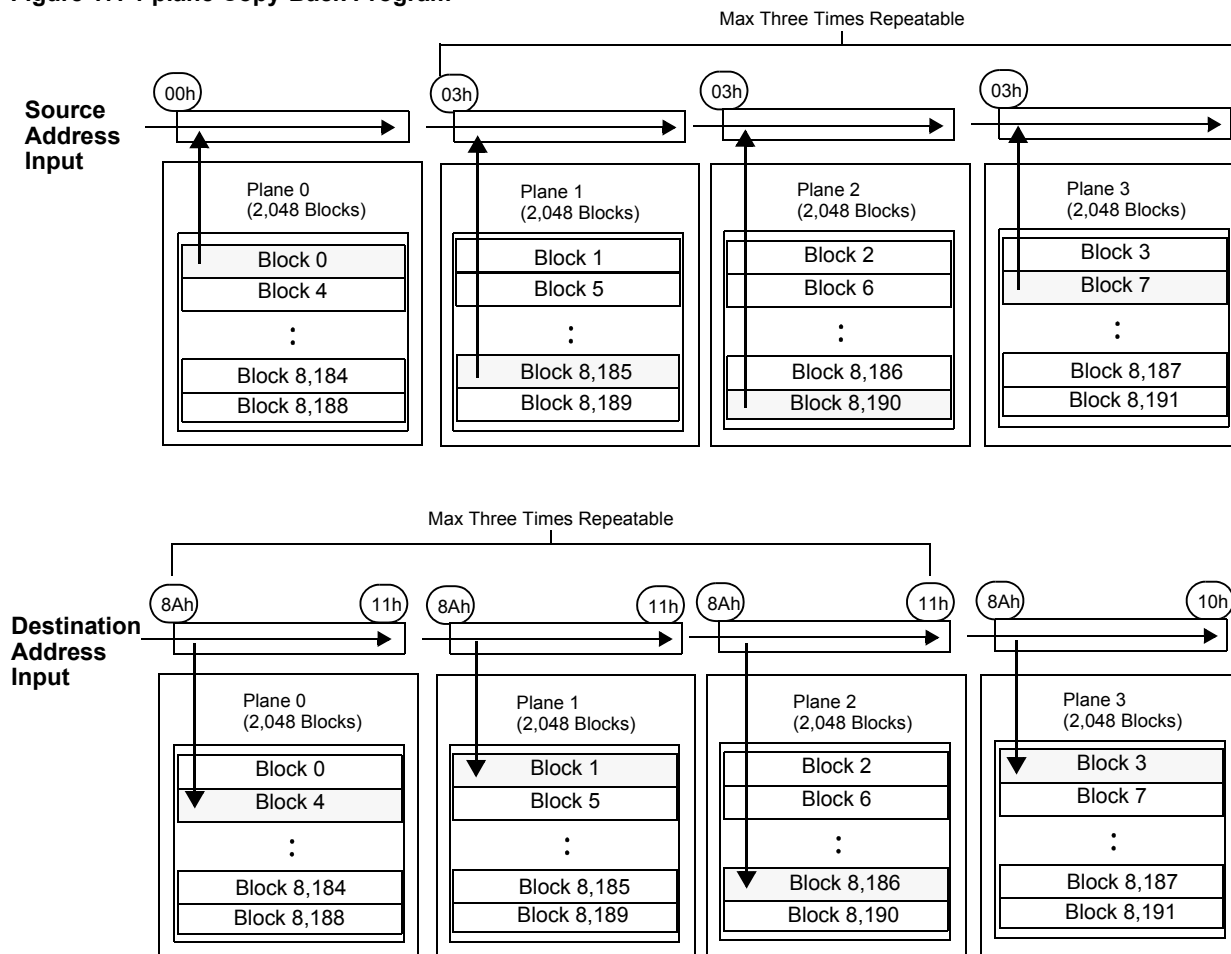 Max Three Times Repeatable
00h 03h 03h 03h
Source
Address
Input
Plane 0
(2,048 Blocks)
Block 0
Block 4
:
Block 8,184
Block 8,188
Plane 1
(2,048 Blocks)
Block 1
Block 5
:
Block 8,185
Block 8,189
Plane 2
(2,048 Blocks)
Block 2
Block 6
:
Block 8,186
Block 8,190
Plane 3
(2,048 Blocks)
Block 3
Block 7
:
Block 8,187
Block 8,191
Max Three Times Repeatable
8Ah 11h 8Ah 11h 8Ah 11h 8Ah 10h
Destination
Address
Input
Plane 0
(2,048 Blocks)
Block 0
Block 4
:
Block 8,184
Block 8,188
Plane 1
(2,048 Blocks)
Block 1
Block 5
:
Block 8,185
Block 8,189
Plane 2
(2,048 Blocks)
Block 2
Block 6
:
Block 8,186
Block 8,190
Plane 3
(2,048 Blocks)
Block 3
Block 7
:
Block 8,187
Block 8,191